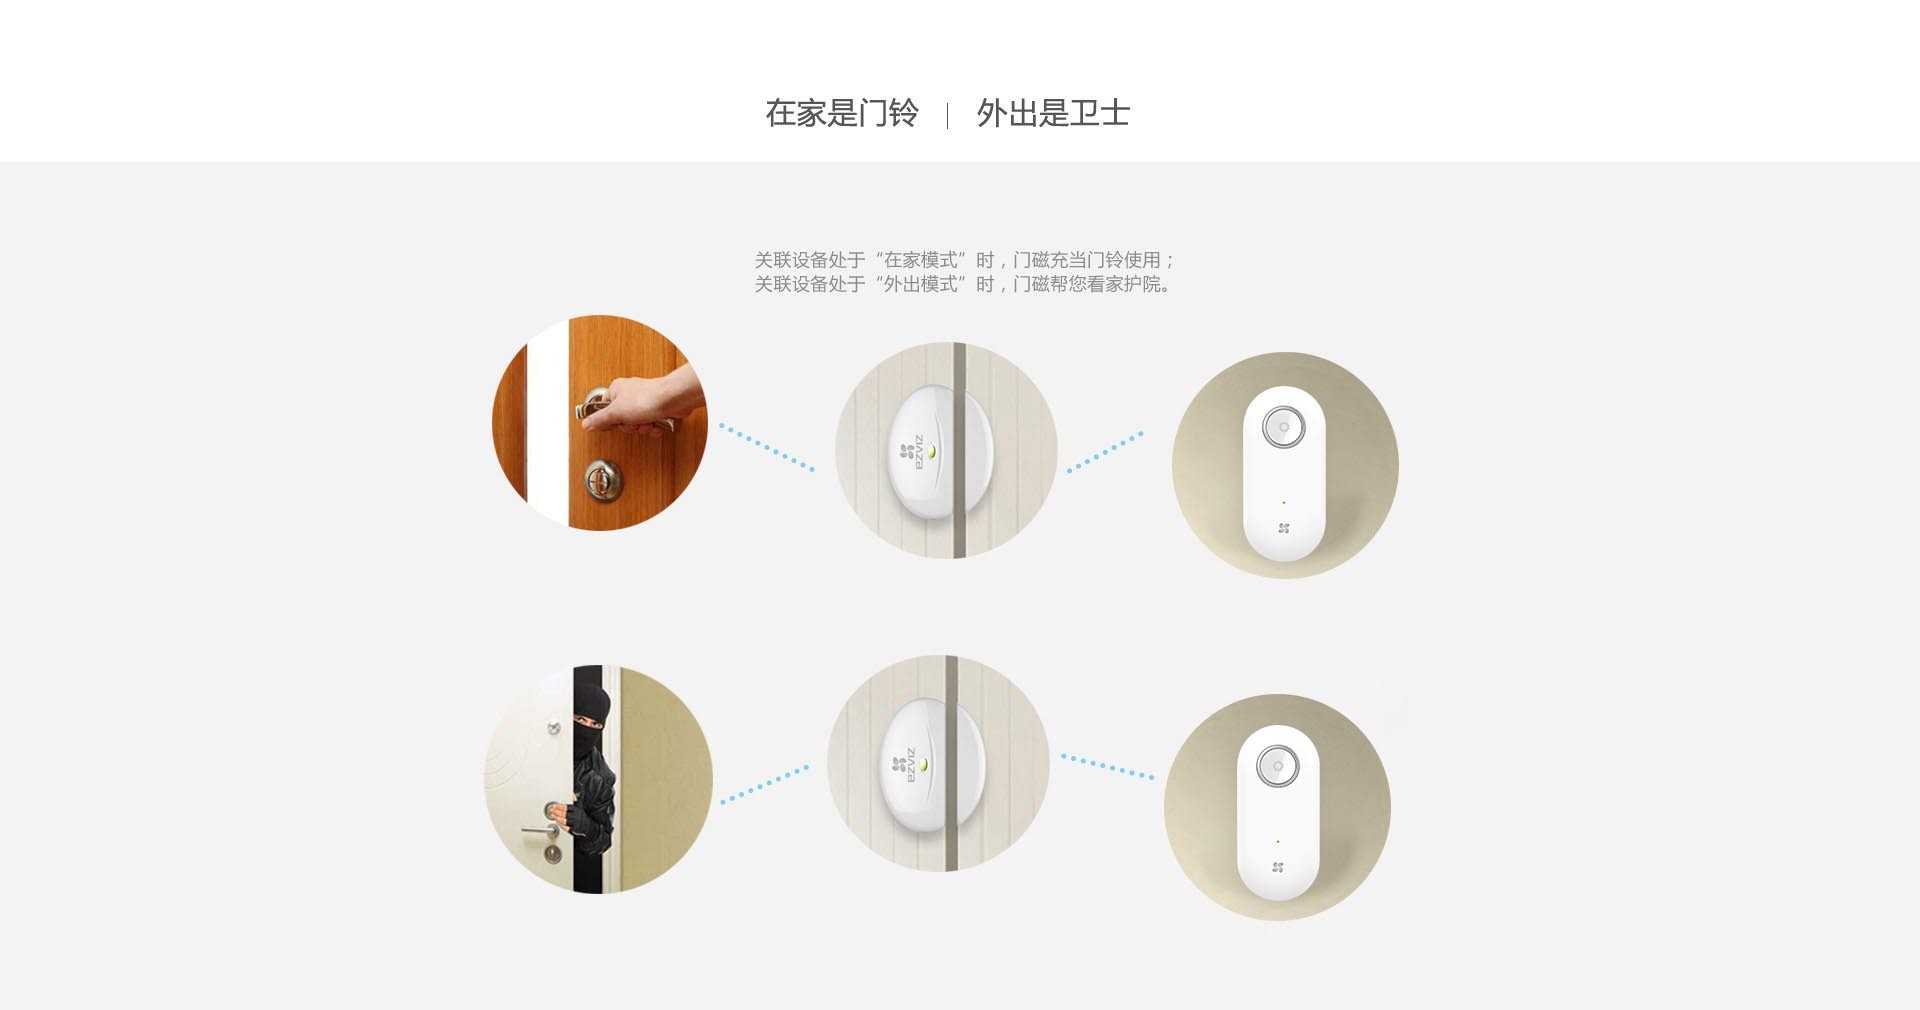 在家是门铃 | 外出是卫士
关联设备处于“在家模式”时，门磁充当门铃使用；
关联设备处于“外出模式”时，门磁帮您看家护院。
EZVIZ
EZVIZ